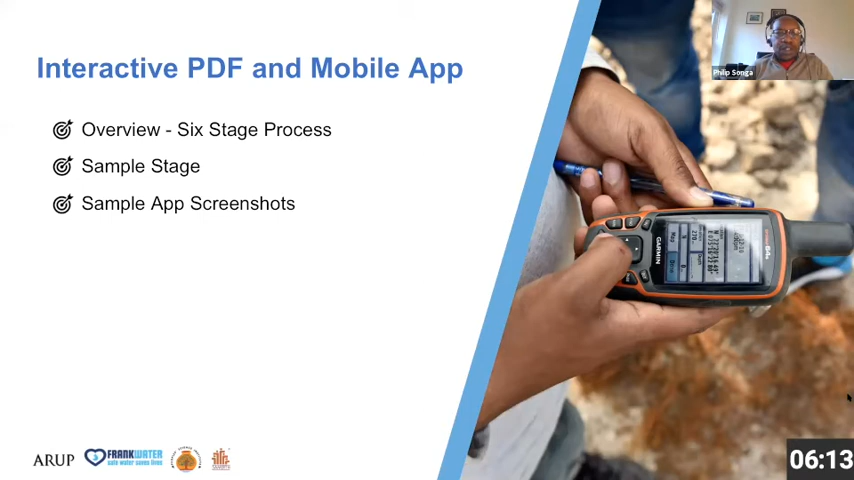 Interactive PDF and Mobile App
Philip Songa
Overview - Six Stage Process
Sample Stage
Sample App Screenshots
GARMIN
ARUP
FRANKWATER
safe water saves lives
06:13